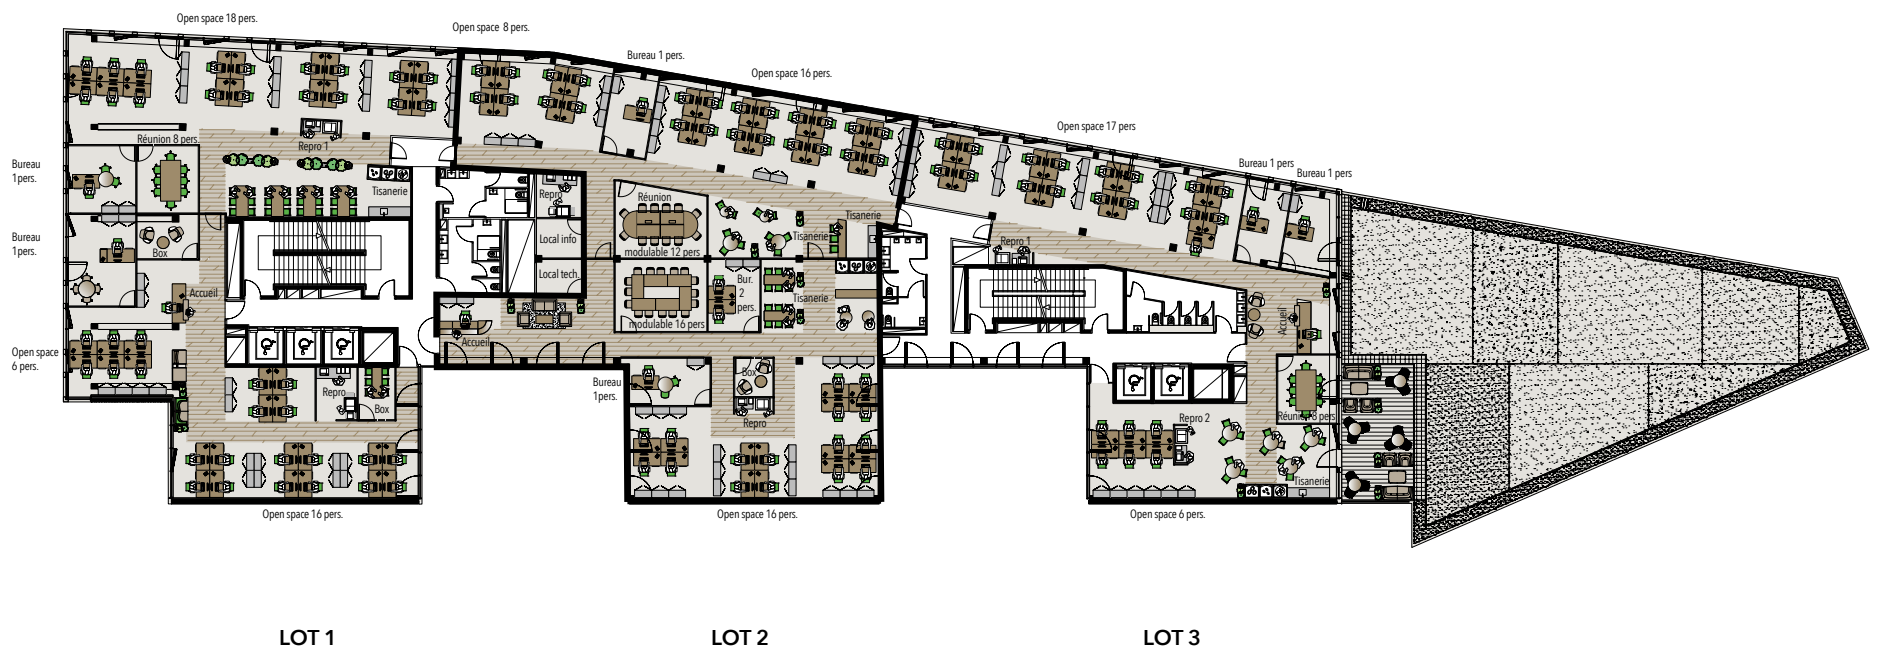 Open space 18 pers.
Open space 8 pers.
Bureau 1 pers.
Open space 16 pers.
Open space 17 pers
Bureau 1 pers
Bureau 1 pers
Réunion 8 pers.
Repro 1
Bureau
1pers.
Tisanerie
Repro
Réunion
modulable 12 pers
Tisanerie
Tisanerie
Bureau
1pers.
Box
Local info
Local tech.
Repro 1
Accueil
Bur.
2
pers.
Tisanerie
modulable 16 pers
Accueil
Accueil
Open space
6 pers.
Repro
Box
Bureau
1pers.
Box
Repro
Repro 2
Réunion 8 pers
Tisanerie
Open space 16 pers.
Open space 16 pers.
Open space 6 pers.
LOT 1
LOT 2
LOT 3